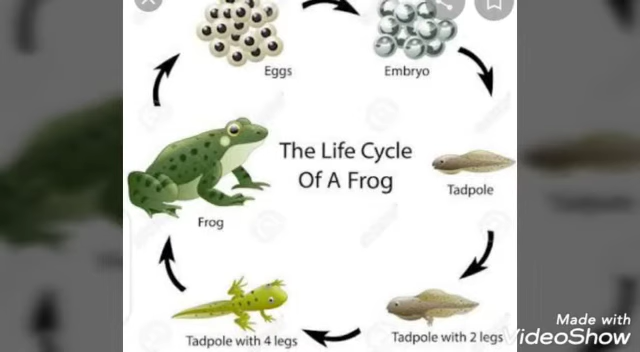 Eggs
Embryo
The Life Cycle
Of A Frog
Tadpole
Frog
Tadpole with 4 legs
Tadpole with 2 legs
Made with
VideoShow